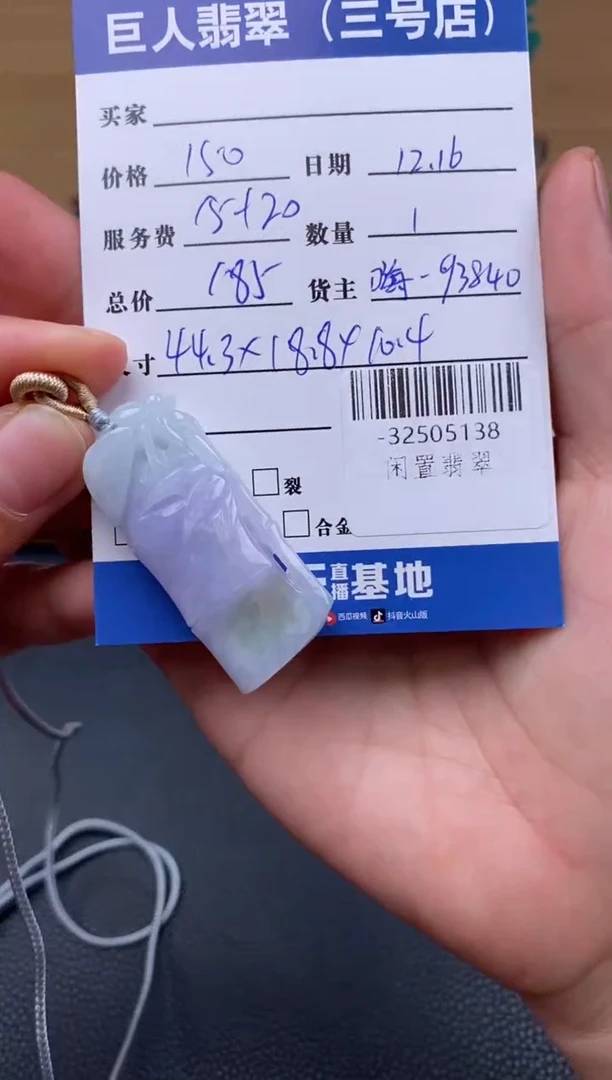 巨人翡翠（三号店）
买家
价格 150 日期 12.16
服务费 15+20 数量 1
总价 185 货主 嗨-93840
寸 44.3×18.8×10.4
-32505138
闲置翡翠
裂
合金
直播基地
西瓜视频 抖音火山版